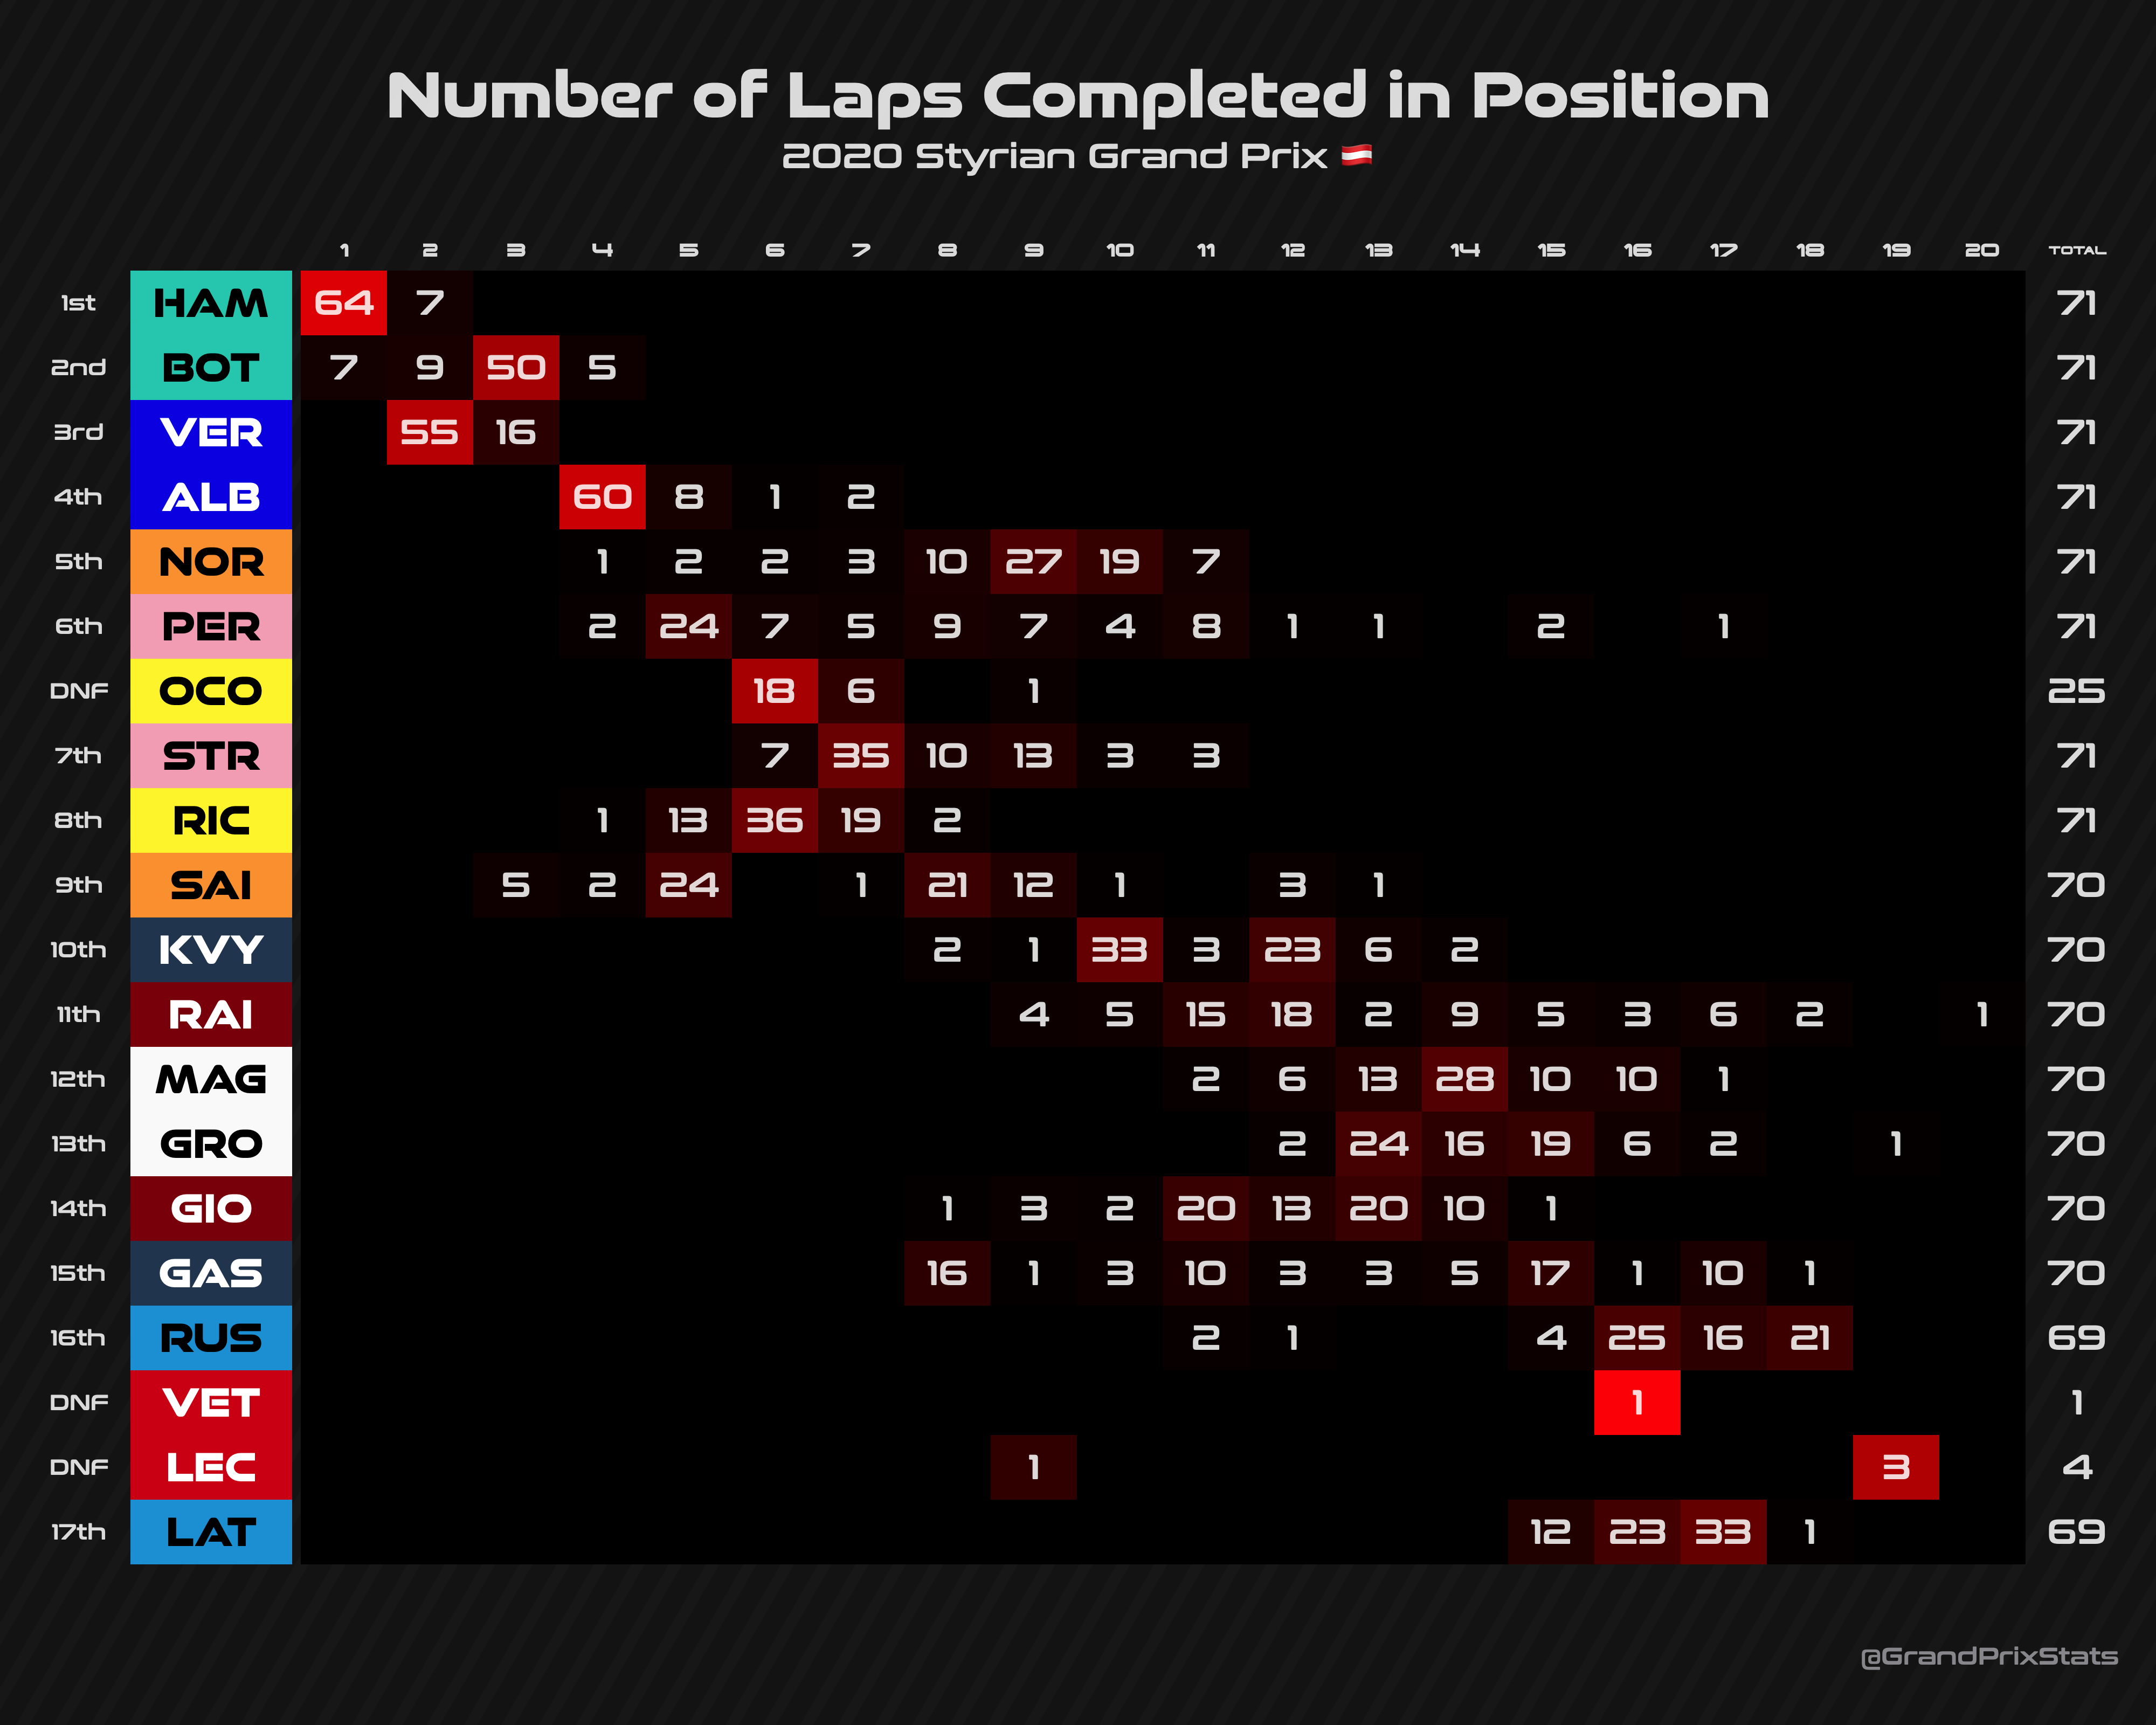 Number of Laps Completed in Position
2020 Styrian Grand Prix
1 2 3 4 5 6 7 8 9 10 11 12 13 14 15 16 17 18 19 20 TOTAL
1st HAM 64 7 71
2nd BOT 7 9 50 5 71
3rd VER 55 16 71
4th ALB 60 8 1 2 71
5th NOR 1 2 2 3 10 27 19 7 71
6th PER 2 24 7 5 9 7 4 8 1 1 2 1 71
DNF OCO 18 6 1 25
7th STR 7 35 10 13 3 3 71
8th RIC 1 13 36 19 2 71
9th SAI 5 2 24 1 21 12 1 3 1 70
10th KVY 2 1 33 3 23 6 2 70
11th RAI 4 5 15 18 2 9 5 3 6 2 1 70
12th MAG 2 6 13 28 10 10 1 70
13th GRO 2 24 16 19 6 2 1 70
14th GIO 1 3 2 20 13 20 10 1 70
15th GAS 16 1 3 10 3 3 5 17 1 10 1 70
16th RUS 2 1 4 25 16 21 69
DNF VET 1 1
DNF LEC 1 3 4
17th LAT 12 23 33 1 69
@GrandPrixStats